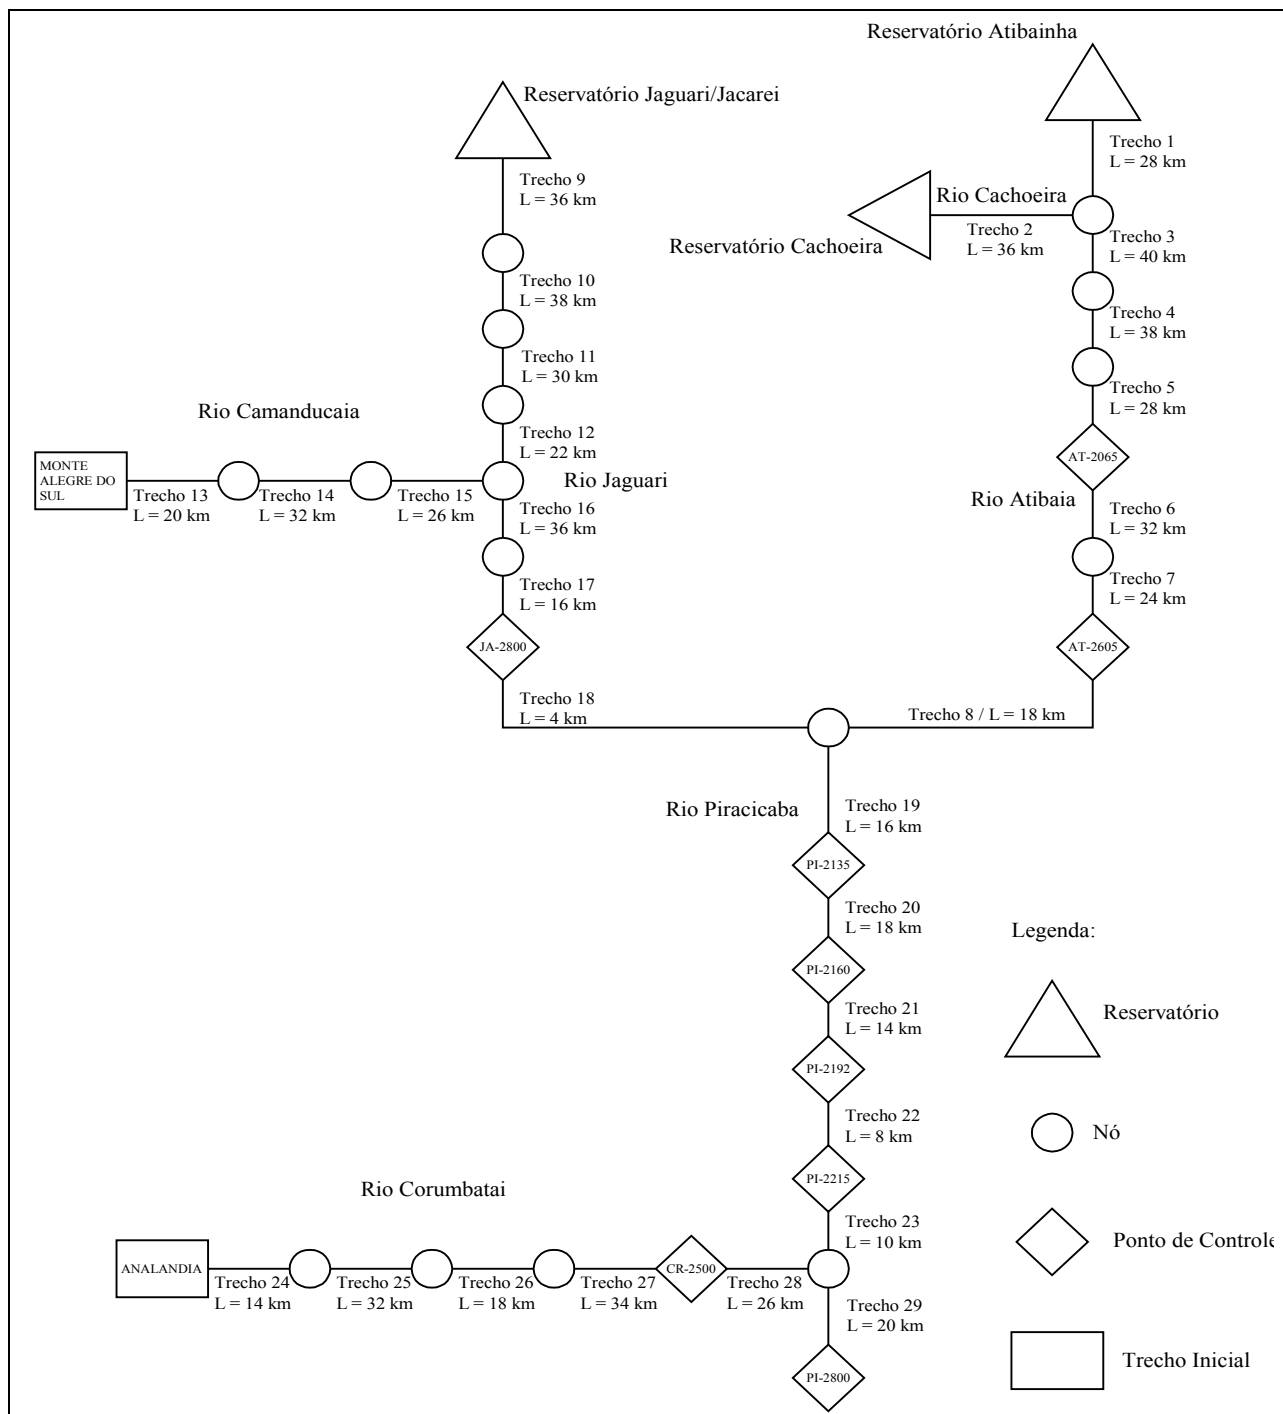 Reservatório Atibainha
Reservatório Jaguari/Jacarei
Trecho 1
L = 28 km
Trecho 9
L = 36 km
Rio Cachoeira
Trecho 2
L = 36 km
Reservatório Cachoeira
Trecho 3
L = 40 km
Trecho 10
L = 38 km
Trecho 4
L = 38 km
Trecho 11
L = 30 km
Trecho 5
L = 28 km
Rio Camanducaia
Trecho 12
L = 22 km
AT-2065
MONTE
ALEGRE DO
SUL
Trecho 13
L = 20 km
Trecho 14
L = 32 km
Trecho 15
L = 26 km
Rio Jaguari
Rio Atibaia
Trecho 16
L = 36 km
Trecho 6
L = 32 km
Trecho 17
L = 16 km
Trecho 7
L = 24 km
JA-2800
AT-2605
Trecho 18
L = 4 km
Trecho 8 / L = 18 km
Rio Piracicaba
Trecho 19
L = 16 km
PI-2135
Trecho 20
L = 18 km
PI-2160
Trecho 21
L = 14 km
PI-2192
Trecho 22
L = 8 km
PI-2215
Rio Corumbatai
Trecho 23
L = 10 km
ANALANDIA
Trecho 24
L = 14 km
Trecho 25
L = 32 km
Trecho 26
L = 18 km
Trecho 27
L = 34 km
CR-2500
Trecho 28
L = 26 km
Trecho 29
L = 20 km
PI-2800
Legenda:
Reservatório
Nó
Ponto de Controle
Trecho Inicial